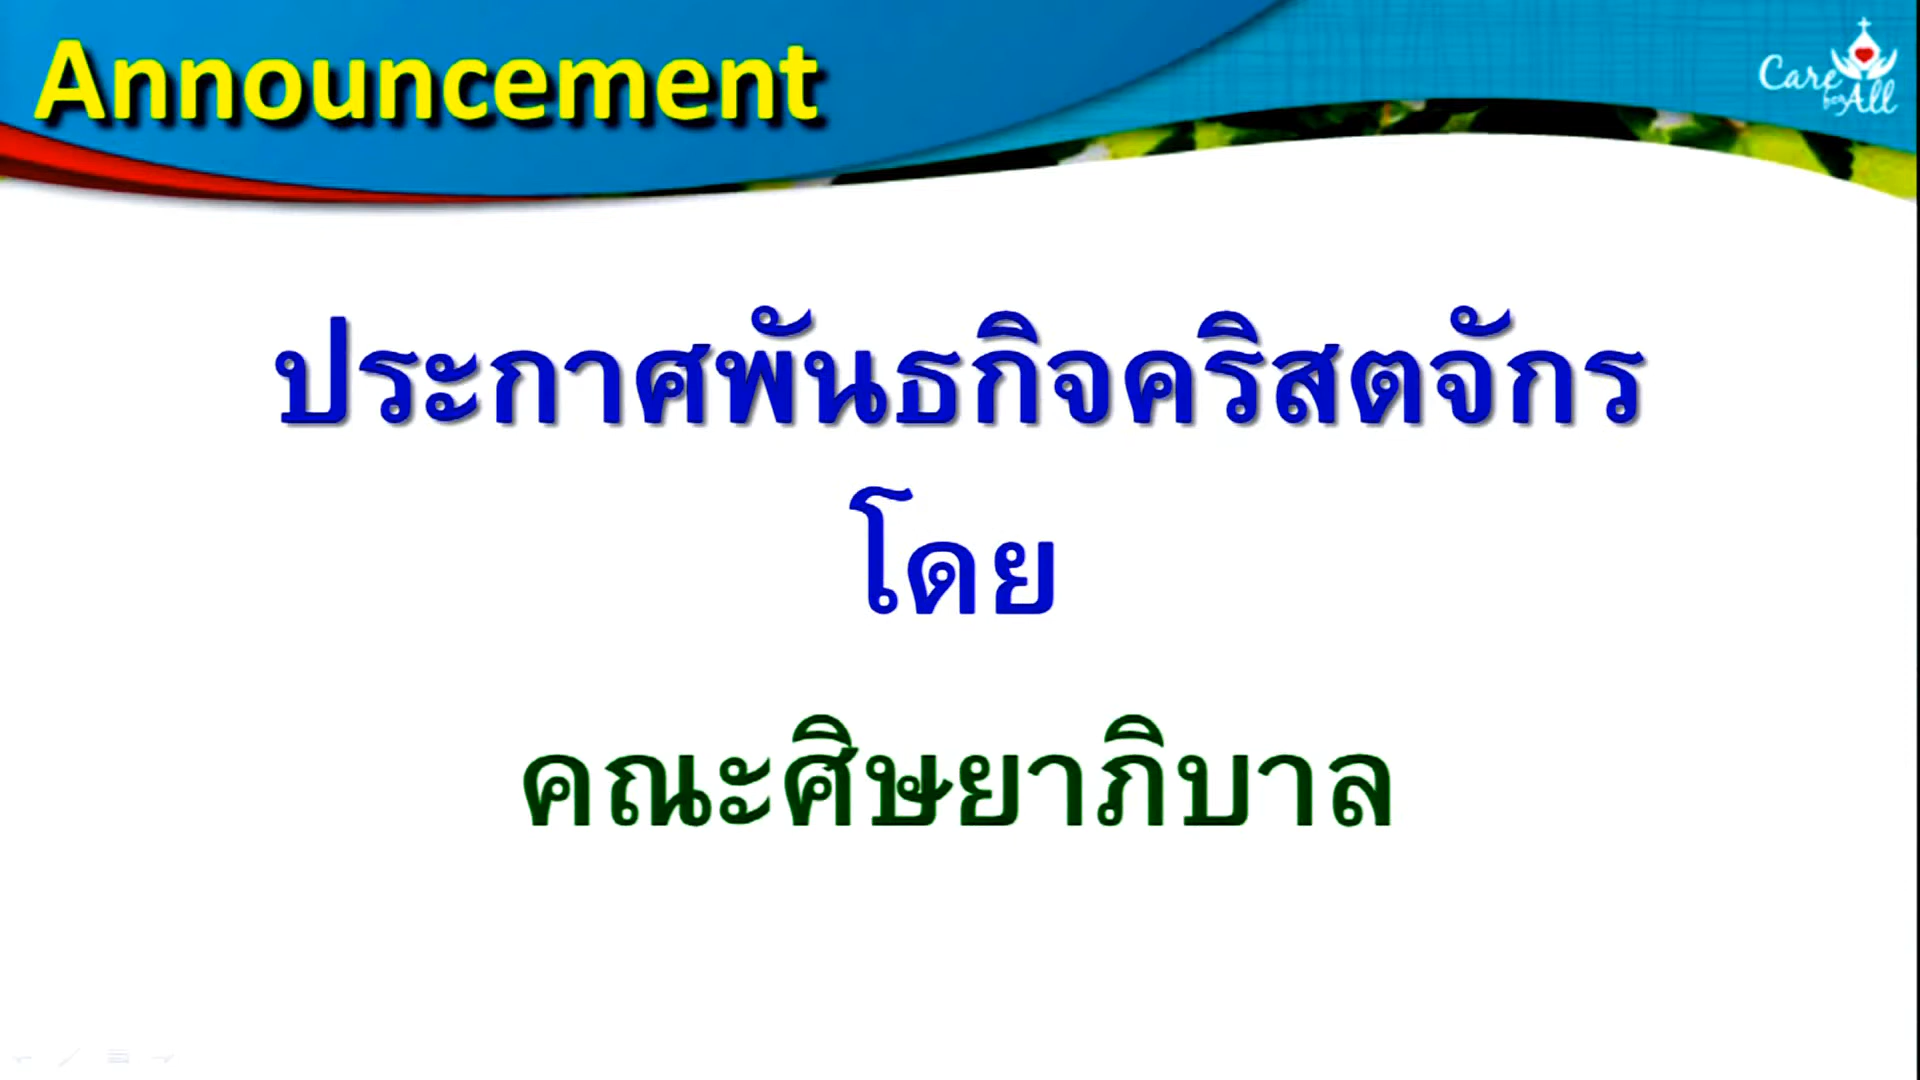 Announcement
Care
for All
ประกาศพันธกิจคริสตจักร
โดย
คณะศิษยาภิบาล